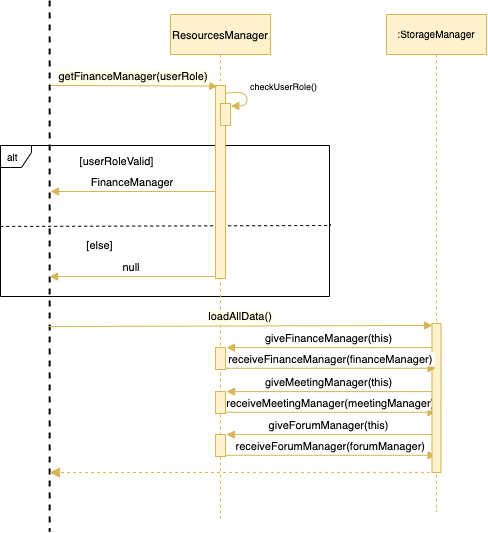 ResourcesManager
:StorageManager
getFinanceManager(userRole)
checkUserRole()
alt
[userRoleValid]
FinanceManager
[else]
null
loadAllData()
giveFinanceManager(this)
receiveFinanceManager(financeManager)
giveMeetingManager(this)
receiveMeetingManager(meetingManager)
giveForumManager(this)
receiveForumManager(forumManager)